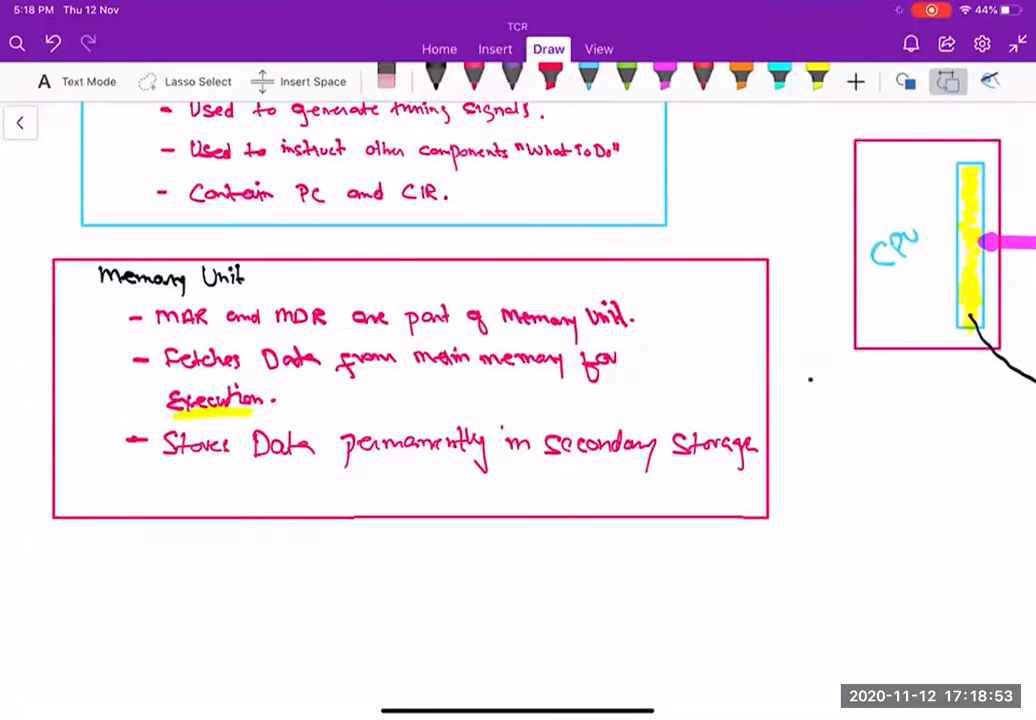 5:18 PM Thu 12 Nov
44%
TCR
Home Insert Draw View
A Text Mode Lasso Select Insert Space
- Used to generate timing signals.
- Used to instruct other components "What To Do"
- Contain PC and CIR.
CPU
Memory Unit
- MAR and MDR are part of Memory Unit.
- Fetches Data from main memory for
Execution.
- Stores Data permanently in secondary storage
2020-11-12 17:18:53